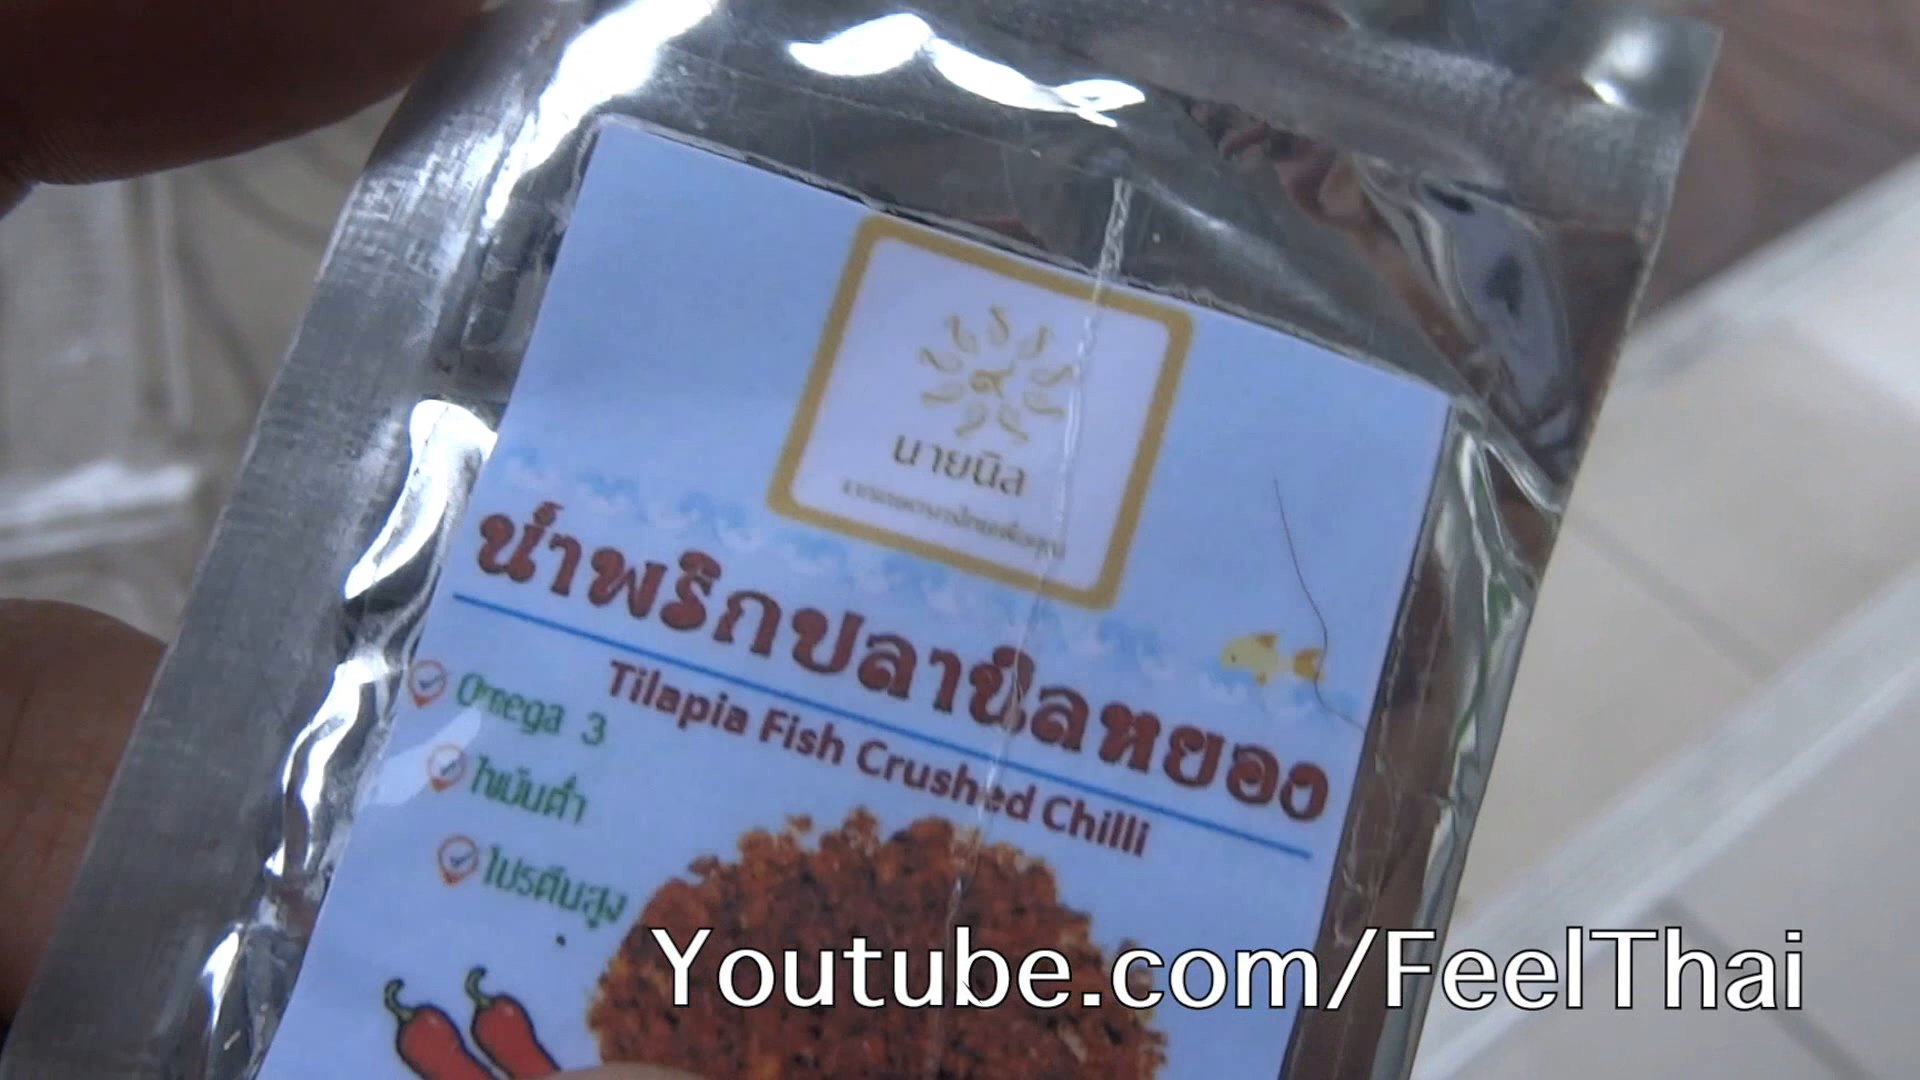 ๙
นายนิล
น้ำพริกปลานิลหยอง
Tilapia Fish Crushed Chilli
Omega 3
ไขมันต่ำ
โปรตีนสูง
Youtube.com/FeelThai